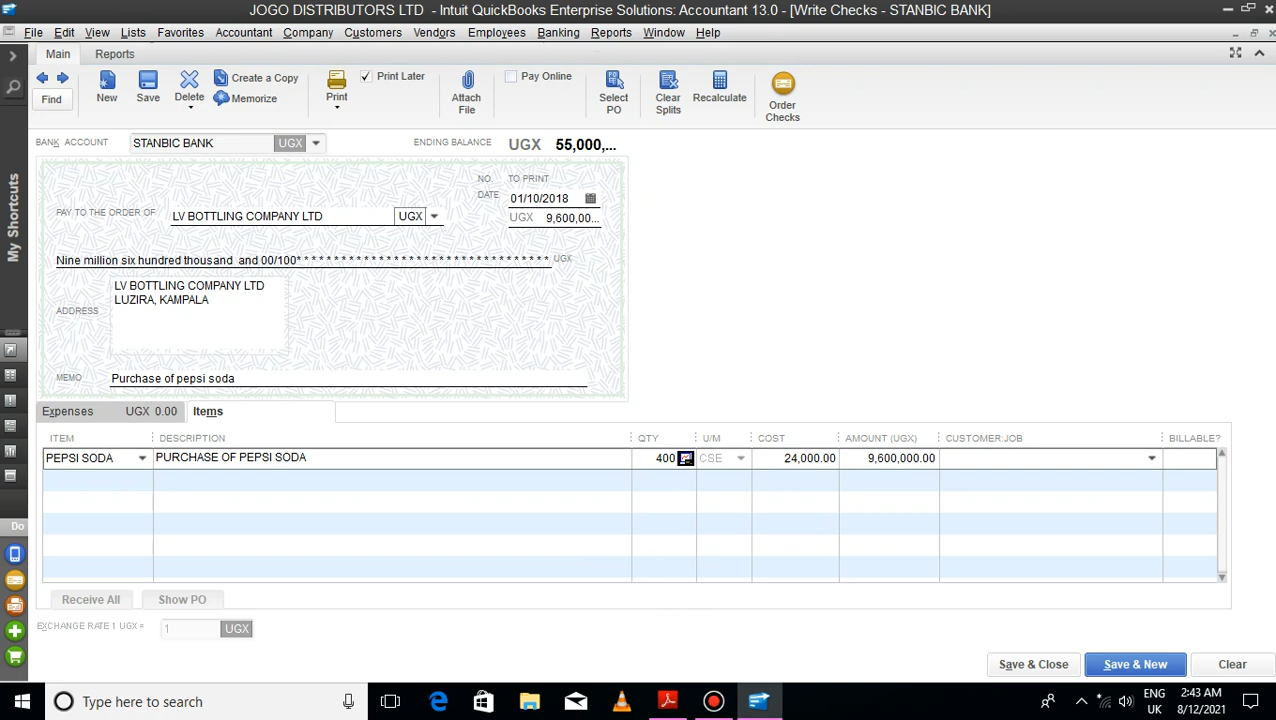 JOGO DISTRIBUTORS LTD - Intuit QuickBooks Enterprise Solutions: Accountant 13.0 - [Write Checks - STANBIC BANK]
File Edit View Lists Favorites Accountant Company Customers Vendors Employees Banking Reports Window Help
Main Reports
Find
New
Save
Delete
Create a Copy
Memorize
Print
Print Later
Attach
File
Pay Online
Select
PO
Clear
Splits
Recalculate
Order
Checks
My Shortcuts
Do
BANK ACCOUNT STANBIC BANK UGX ENDING BALANCE UGX 55,000,...
NO. TO PRINT
DATE 01/10/2018
PAY TO THE ORDER OF LV BOTTLING COMPANY LTD UGX UGX 9,600,00...
Nine million six hundred thousand and 00/100* * * * * * * * * * * * * * * * * * * * * * * * * * * * * * * * * UGX
LV BOTTLING COMPANY LTD
LUZIRA, KAMPALA
ADDRESS
MEMO Purchase of pepsi soda
Expenses UGX 0.00 Items
ITEM DESCRIPTION QTY U/M COST AMOUNT (UGX) CUSTOMER:JOB BILLABLE?
PEPSI SODA PURCHASE OF PEPSI SODA 400 CSE 24,000.00 9,600,000.00
Receive All Show PO
EXCHANGE RATE 1 UGX = 1 UGX
Save & Close Save & New Clear
Type here to search
ENG
UK
2:43 AM
8/12/2021